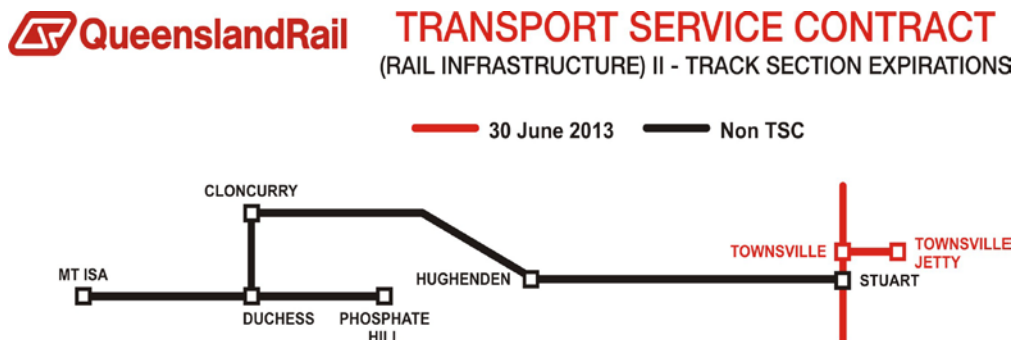 QueenslandRail
TRANSPORT SERVICE CONTRACT
(RAIL INFRASTRUCTURE) II - TRACK SECTION EXPIRATIONS
30 June 2013
Non TSC
CLONCURRY
TOWNSVILLE
TOWNSVILLE
JETTY
MT ISA
HUGHENDEN
STUART
DUCHESS
PHOSPHATE
HILL